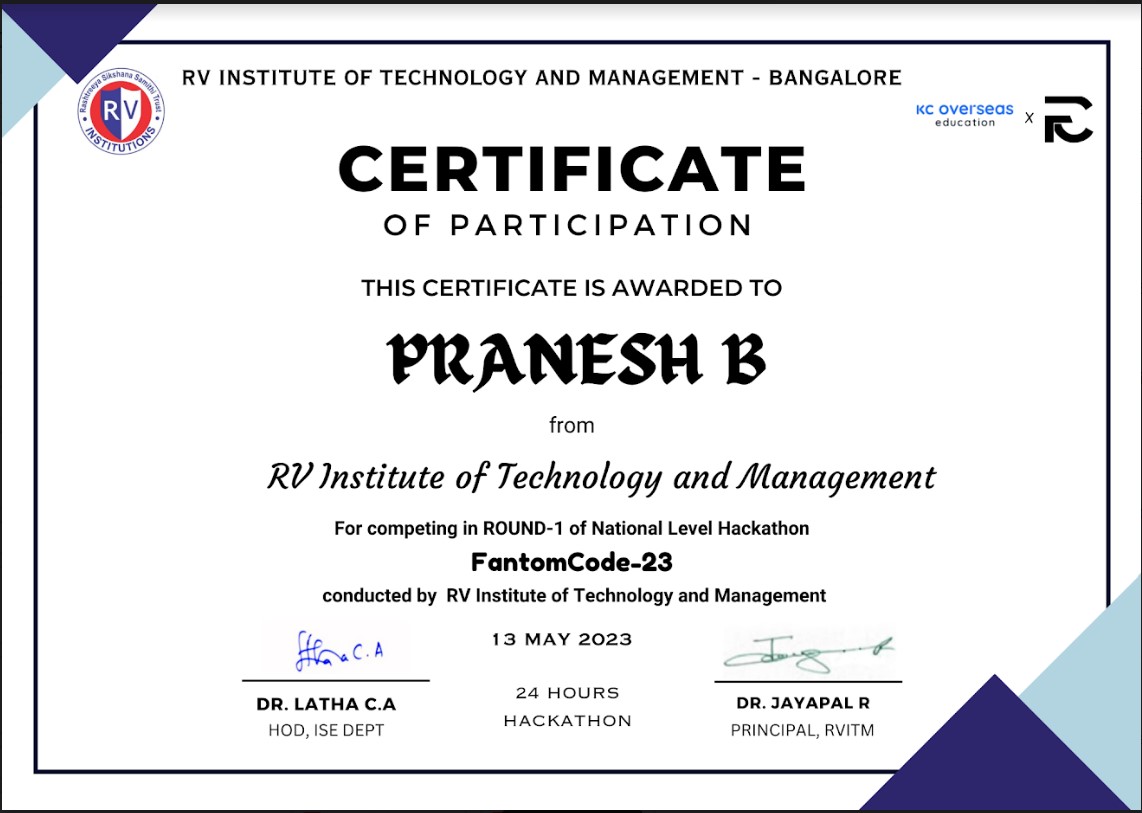 RV INSTITUTE OF TECHNOLOGY AND MANAGEMENT - BANGALORE
Rashtreeya Sikshana Samithi Trust
RV
INSTITUTIONS
KC overseas
education
X
FC
CERTIFICATE
OF PARTICIPATION
THIS CERTIFICATE IS AWARDED TO
PRANESH B
from
RV Institute of Technology and Management
For competing in ROUND-1 of National Level Hackathon
FantomCode-23
conducted by RV Institute of Technology and Management
13 MAY 2023
24 HOURS
HACKATHON
C.A
DR. LATHA C.A
HOD, ISE DEPT
DR. JAYAPAL R
PRINCIPAL, RVITM